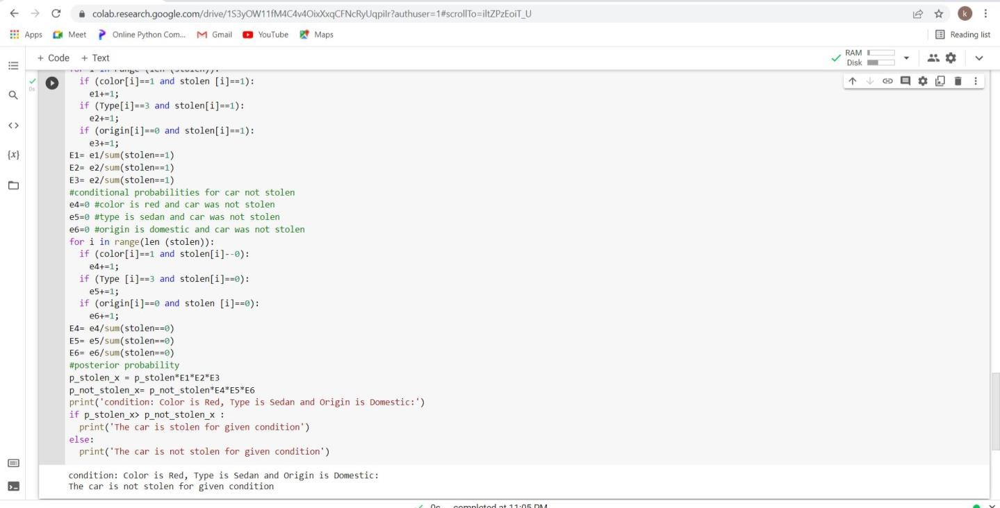 colab.research.google.com/drive/1S3yOW11fM4C4v4OixXxqCFNcRyUqpiIr?authuser=1#scrollTo=iltZPzEoiT_U
k
Apps Meet Online Python Com... Gmail YouTube Maps Reading list
+ Code + Text RAM Disk
for i in range (len (stolen)):
if (color[i]==1 and stolen [i]==1):
e1+=1;
if (Type[i]==3 and stolen[i]==1):
e2+=1;
if (origin[i]==0 and stolen[i]==1):
e3+=1;
E1= e1/sum(stolen==1)
E2= e2/sum(stolen==1)
E3= e2/sum(stolen==1)
#conditional probabilities for car not stolen
e4=0 #color is red and car was not stolen
e5=0 #type is sedan and car was not stolen
e6=0 #origin is domestic and car was not stolen
for i in range(len (stolen)):
if (color[i]==1 and stolen[i]--0):
e4+=1;
if (Type [i]==3 and stolen[i]==0):
e5+=1;
if (origin[i]==0 and stolen [i]==0):
e6+=1;
E4= e4/sum(stolen==0)
E5= e5/sum(stolen==0)
E6= e6/sum(stolen==0)
#posterior probability
p_stolen_x = p_stolen*E1*E2*E3
p_not_stolen_x= p_not_stolen*E4*E5*E6
print('condition: Color is Red, Type is Sedan and Origin is Domestic:')
if p_stolen_x> p_not_stolen_x :
print('The car is stolen for given condition')
else:
print('The car is not stolen for given condition')
condition: Color is Red, Type is Sedan and Origin is Domestic:
The car is not stolen for given condition
0s completed at 11:05 PM